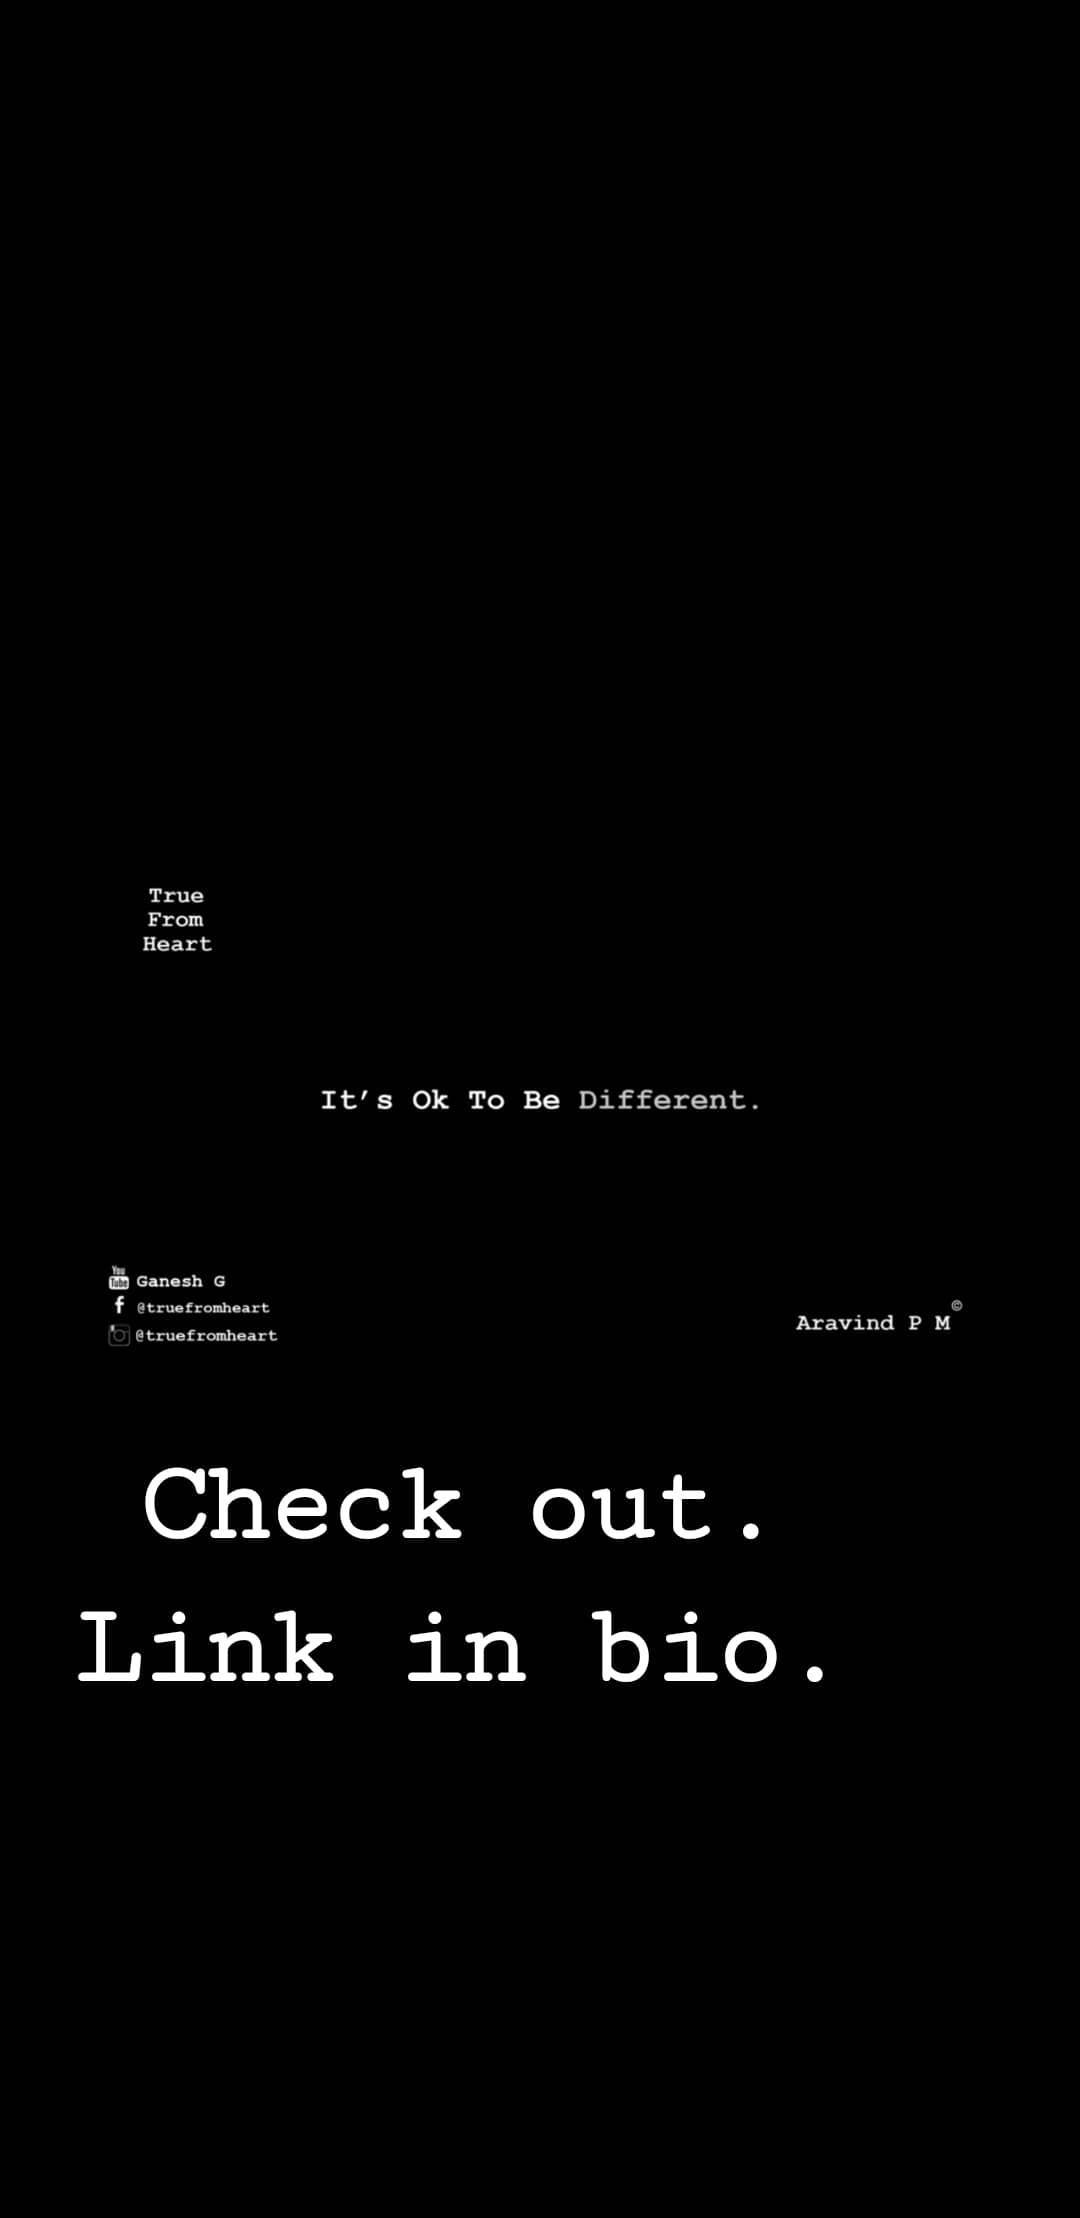 True
From
Heart
It's Ok To Be Different.
You
Tube Ganesh G
f @truefromheart
@truefromheart
©
Aravind P M
Check out.
Link in bio.